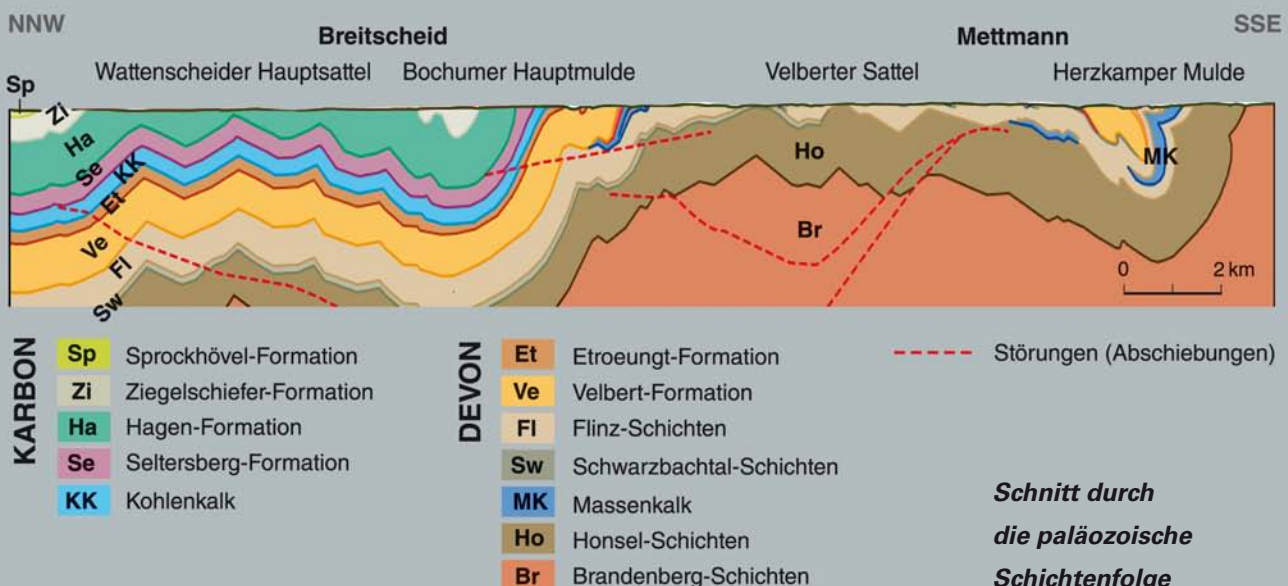 NNW
SSE
Breitscheid
Mettmann
Wattenscheider Hauptsattel
Bochumer Hauptmulde
Velberter Sattel
Herzkamper Mulde
Sp
Zi
Ha
Se
KK
Et
Ve
Fl
Sw
Ho
Br
MK
0
2 km
KARBON
Sp Sprockhövel-Formation
Zi Ziegelschiefer-Formation
Ha Hagen-Formation
Se Seltersberg-Formation
KK Kohlenkalk
DEVON
Et Etroeungt-Formation
Ve Velbert-Formation
Fl Flinz-Schichten
Sw Schwarzbachtal-Schichten
MK Massenkalk
Ho Honsel-Schichten
Br Brandenberg-Schichten
Störungen (Abschiebungen)
Schnitt durch
die paläozoische
Schichtenfolge